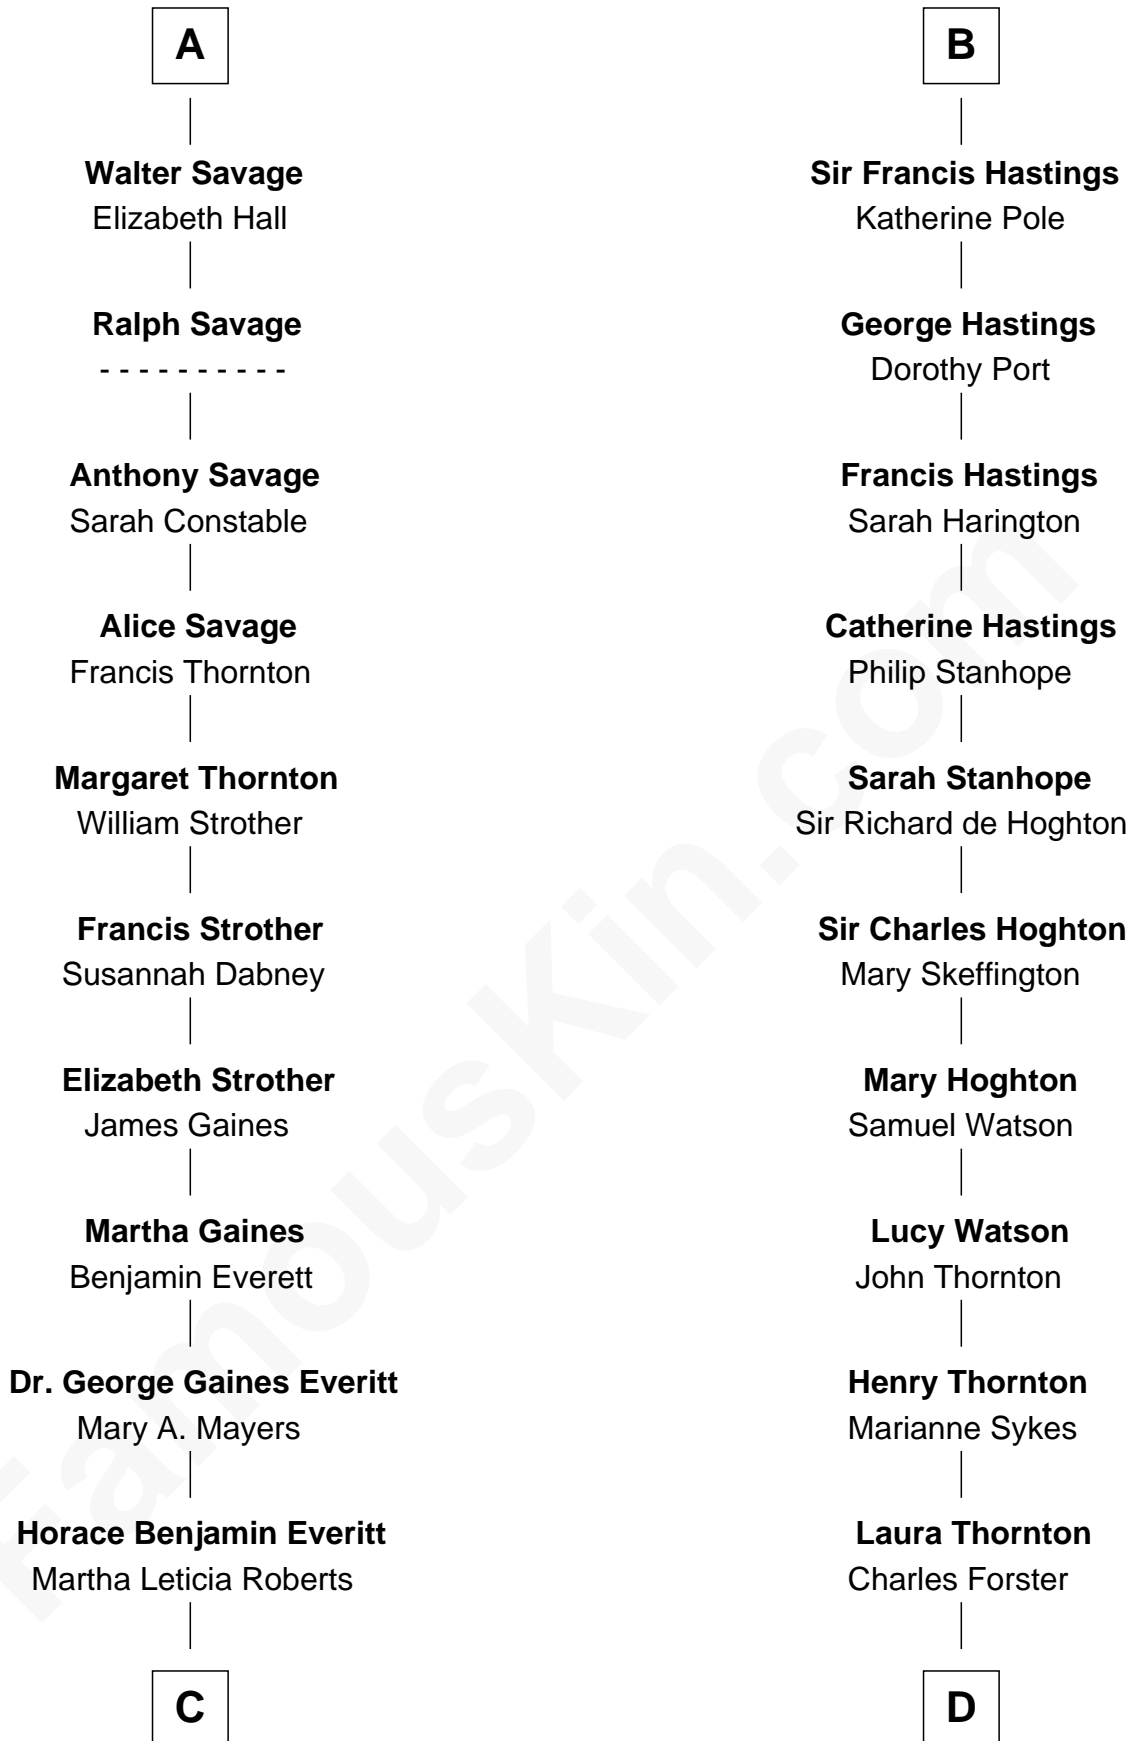 A
Walter Savage
Elizabeth Hall
Ralph Savage
- - - - - - - - - -
Anthony Savage
Sarah Constable
Alice Savage
Francis Thornton
Margaret Thornton
William Strother
Francis Strother
Susannah Dabney
Elizabeth Strother
James Gaines
Martha Gaines
Benjamin Everett
Dr. George Gaines Everitt
Mary A. Mayers
Horace Benjamin Everitt
Martha Leticia Roberts
C
B
Sir Francis Hastings
Katherine Pole
George Hastings
Dorothy Port
Francis Hastings
Sarah Harington
Catherine Hastings
Philip Stanhope
Sarah Stanhope
Sir Richard de Hoghton
Sir Charles Hoghton
Mary Skeffington
Mary Hoghton
Samuel Watson
Lucy Watson
John Thornton
Henry Thornton
Marianne Sykes
Laura Thornton
Charles Forster
D
FamousKin.com